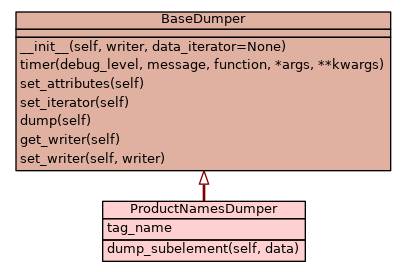 BaseDumper
__init__(self, writer, data_iterator=None)
timer(debug_level, message, function, *args, **kwargs)
set_attributes(self)
set_iterator(self)
dump(self)
get_writer(self)
set_writer(self, writer)
ProductNamesDumper
tag_name
dump_subelement(self, data)